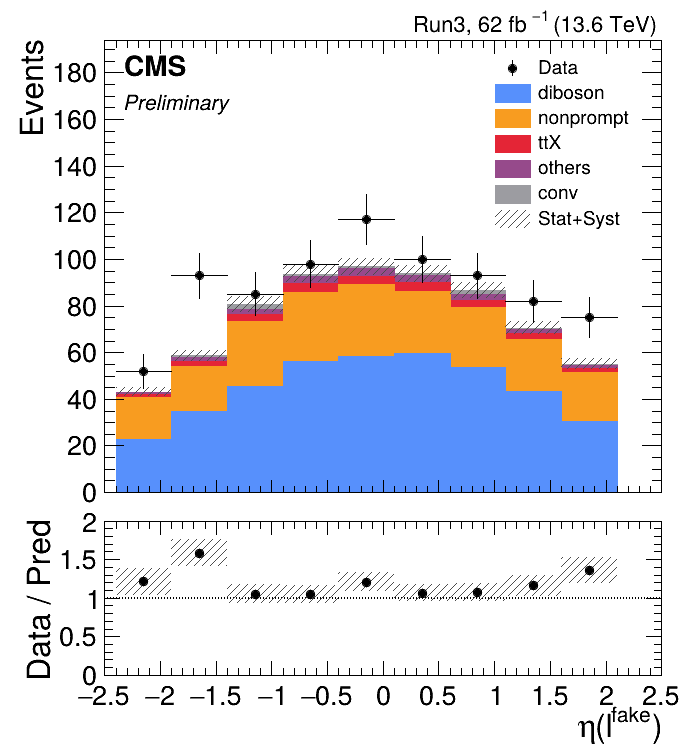 Run3, 62 fb⁻¹ (13.6 TeV)
CMS
Preliminary
Events
180
160
140
120
100
80
60
40
20
0
Data
diboson
nonprompt
ttX
others
conv
Stat+Syst
Data / Pred
2
1.5
1
0.5
0
−2.5 −2 −1.5 −1 −0.5 0 0.5 1 1.5 2 2.5
η(l^fake)